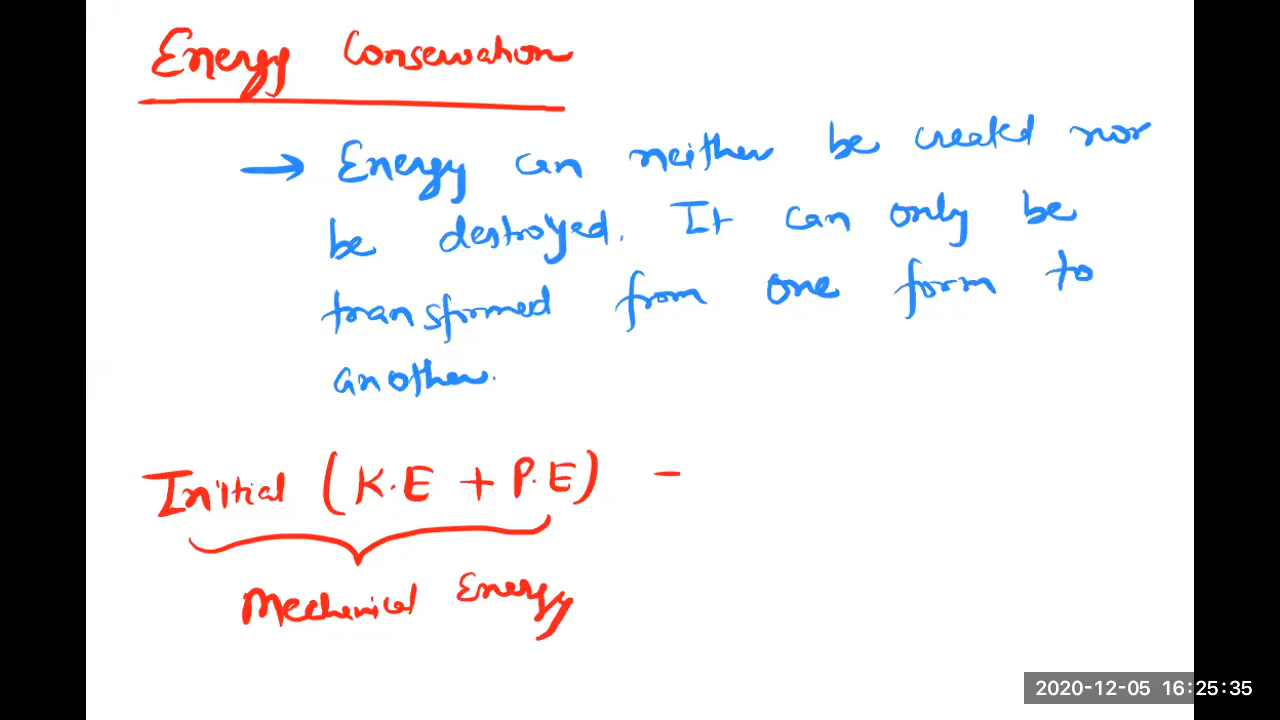 Energy Conservation
→ Energy can neither be created nor
be destroyed. It can only be
transformed from one form to
another.
Initial (K.E + P.E) -
Mechanical Energy
2020-12-05 16:25:35